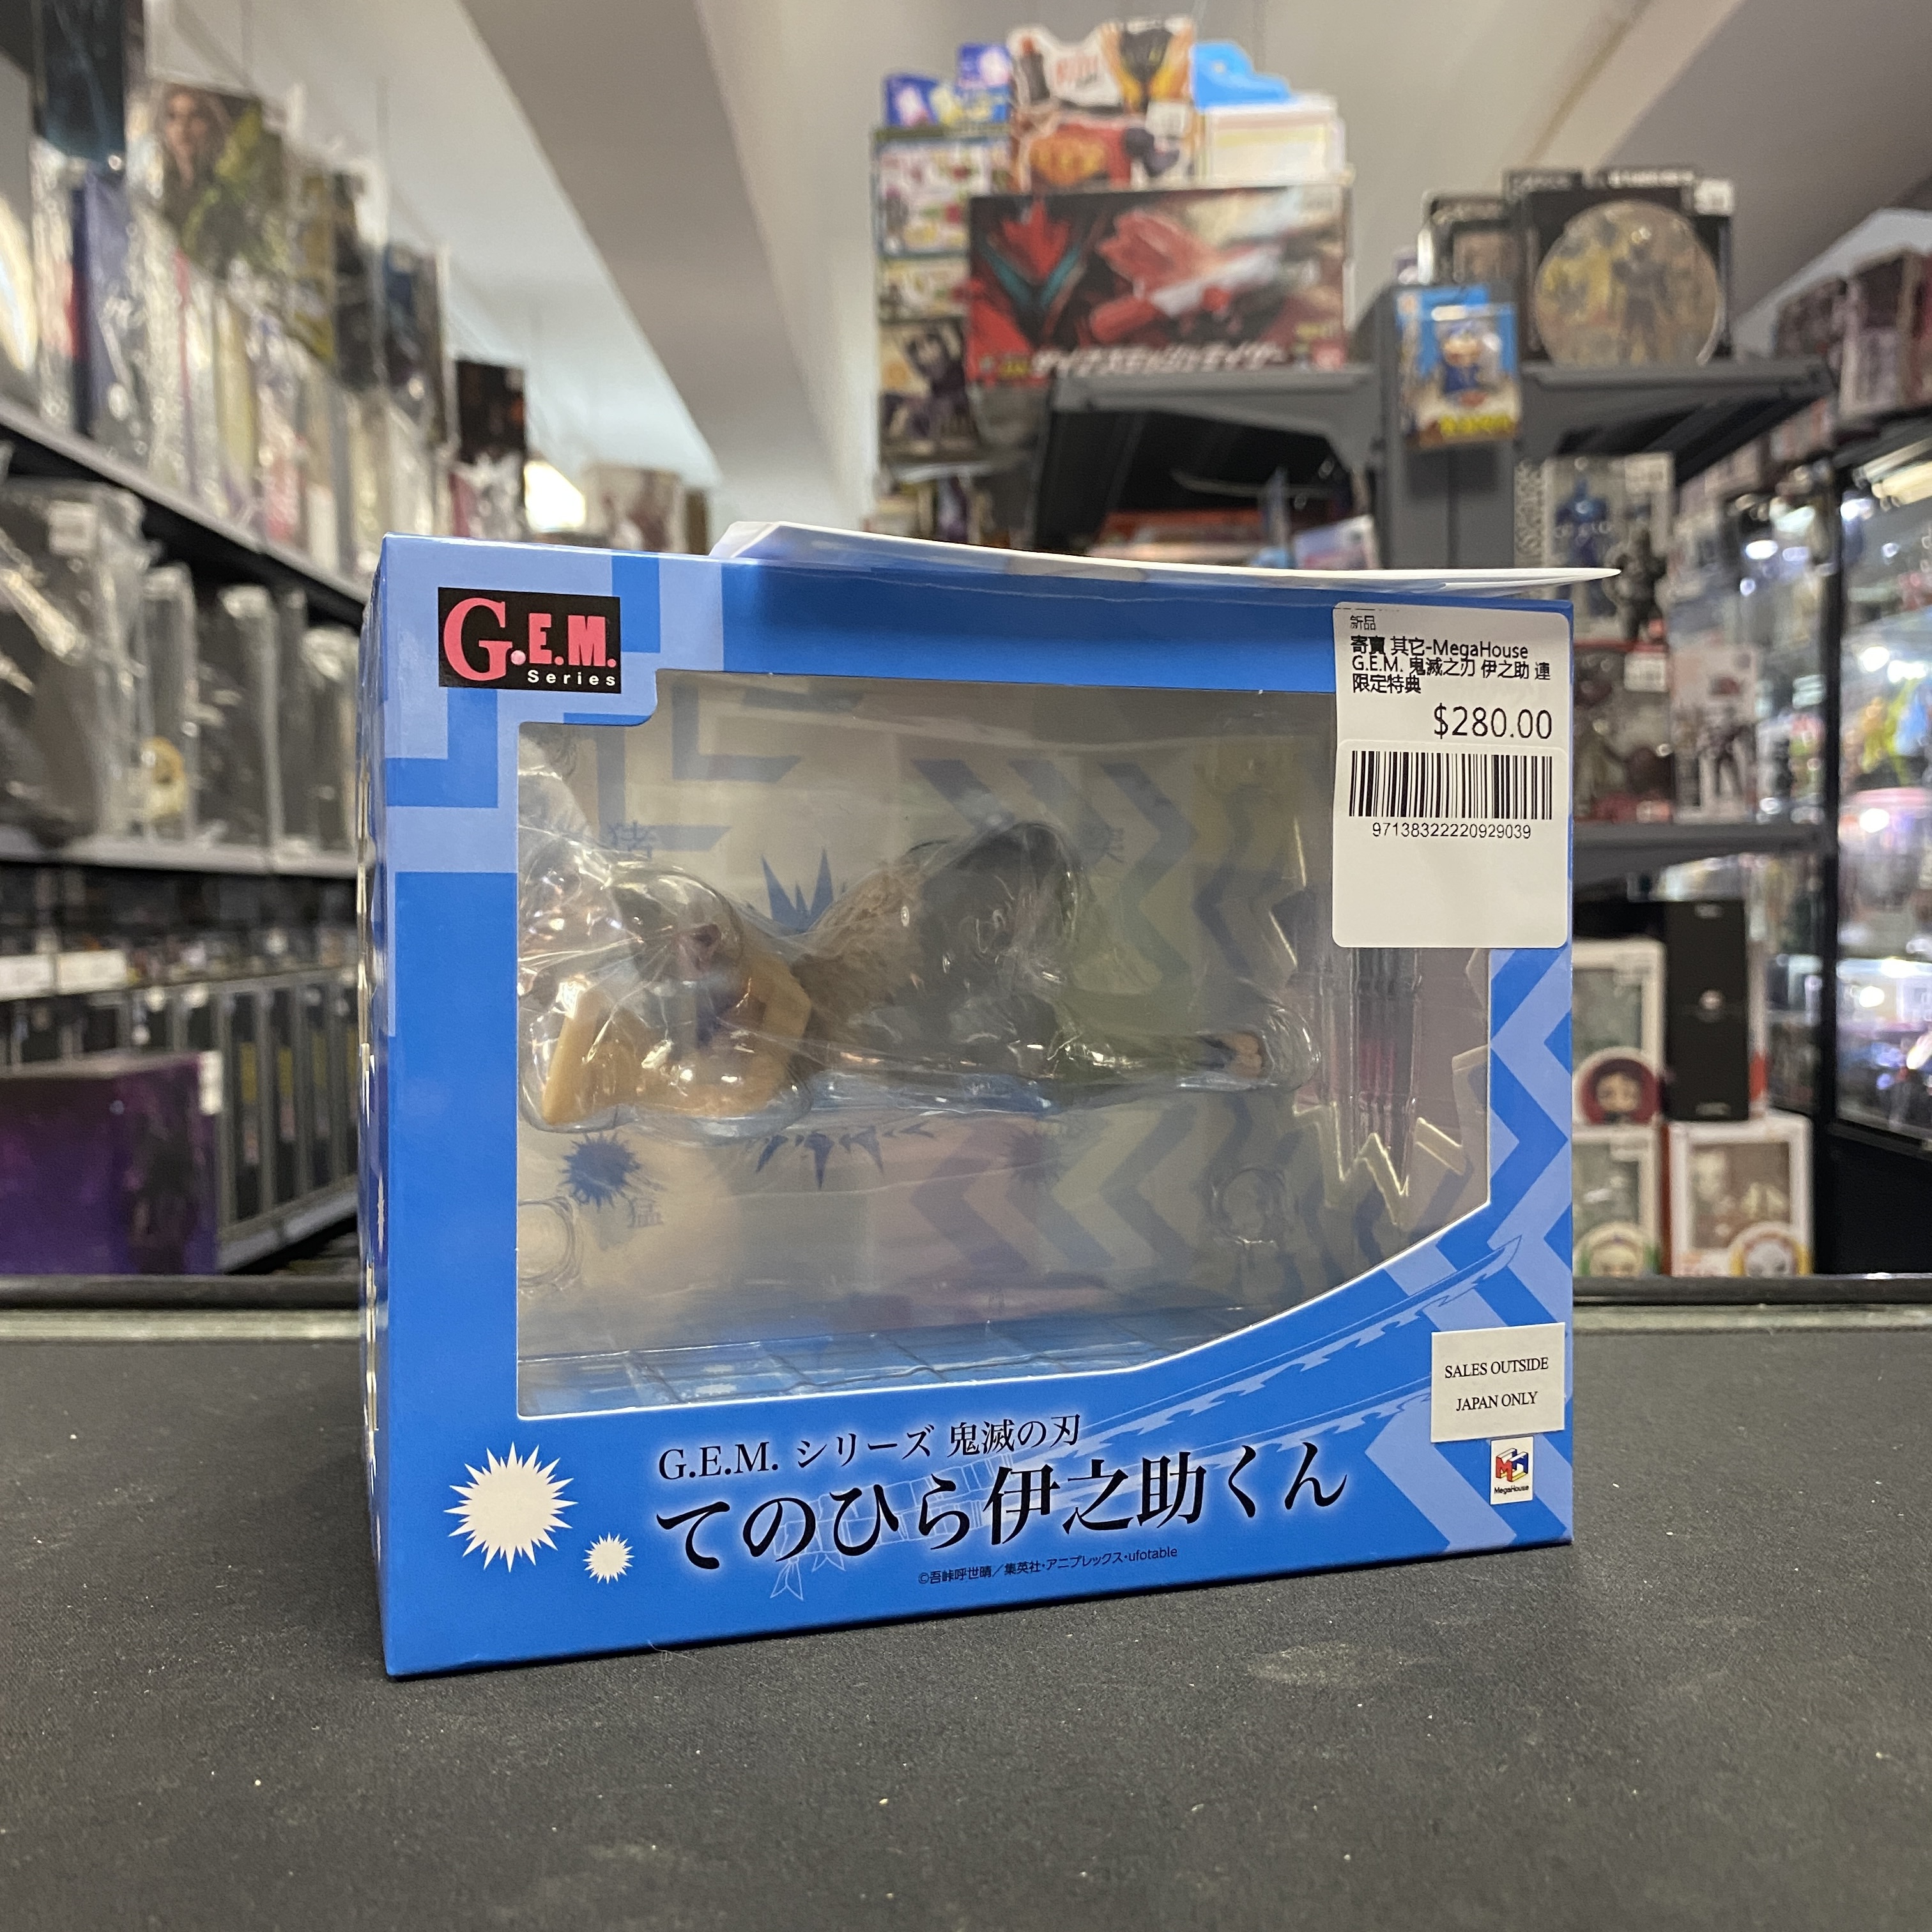 G.E.M.
Series
新品
寄賣 其它-MegaHouse
G.E.M. 鬼滅之刃 伊之助 連
限定特典
$280.00
97138322220929039
猛
SALES OUTSIDE
JAPAN ONLY
MegaHouse
G.E.M. シリーズ 鬼滅の刃
てのひら伊之助くん
©吾峠呼世晴／集英社・アニプレックス・ufotable